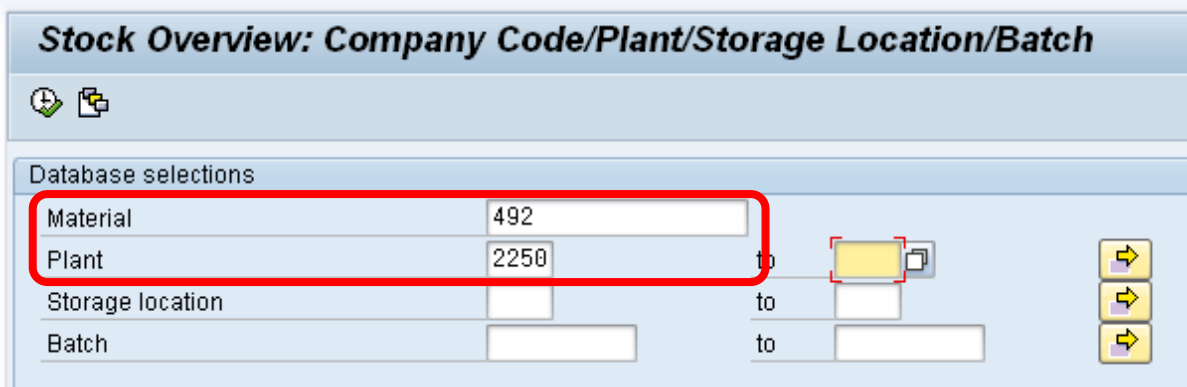 Stock Overview: Company Code/Plant/Storage Location/Batch
Database selections
Material 492
Plant 2250 to
Storage location to
Batch to